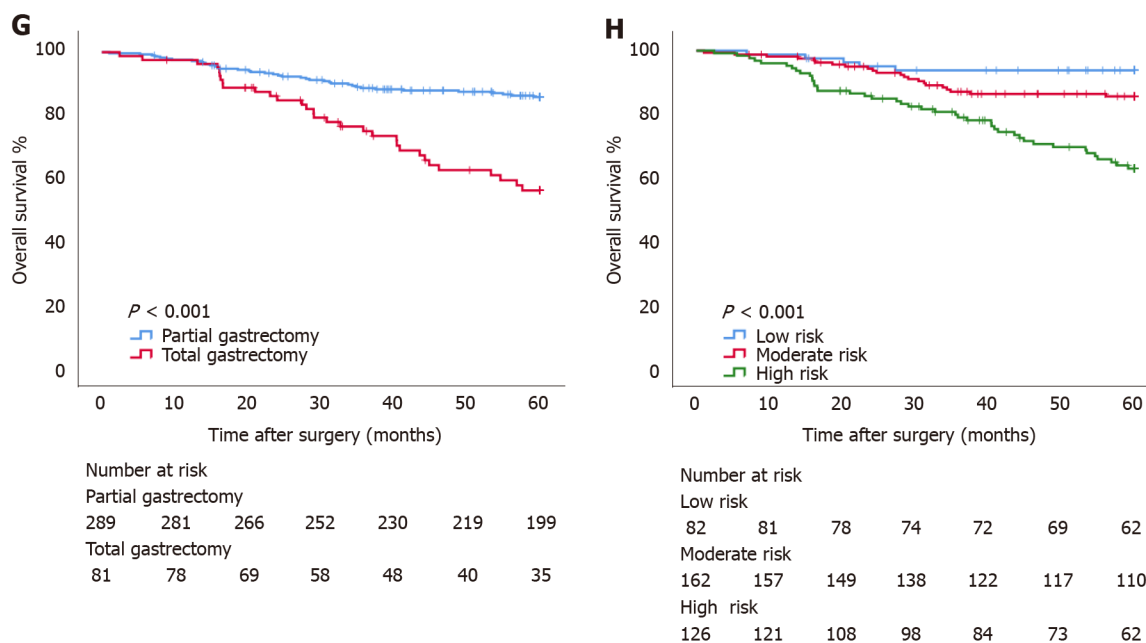 G
100
80
60
40
20
0
Overall survival %
P < 0.001
Partial gastrectomy
Total gastrectomy
0 10 20 30 40 50 60
Time after surgery (months)
Number at risk
Partial gastrectomy
289 281 266 252 230 219 199
Total gastrectomy
81 78 69 58 48 40 35
H
100
80
60
40
20
0
Overall survival %
P < 0.001
Low risk
Moderate risk
High risk
0 10 20 30 40 50 60
Time after surgery (months)
Number at risk
Low risk
82 81 78 74 72 69 62
Moderate risk
162 157 149 138 122 117 110
High risk
126 121 108 98 84 73 62